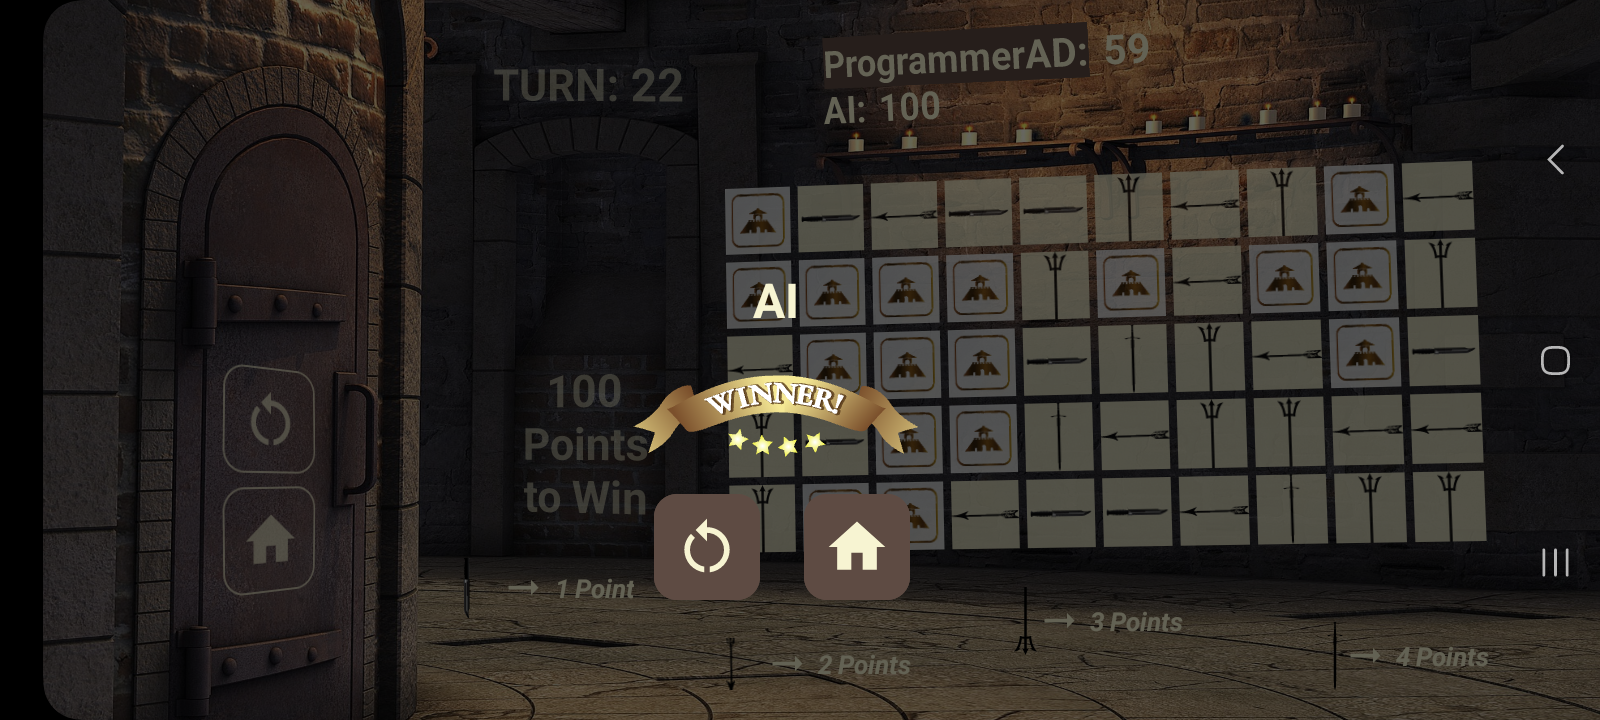 TURN: 22
ProgrammerAD: 59
AI: 100
AI
WINNER!
100
Points
to Win
1 Point
2 Points
3 Points
4 Points